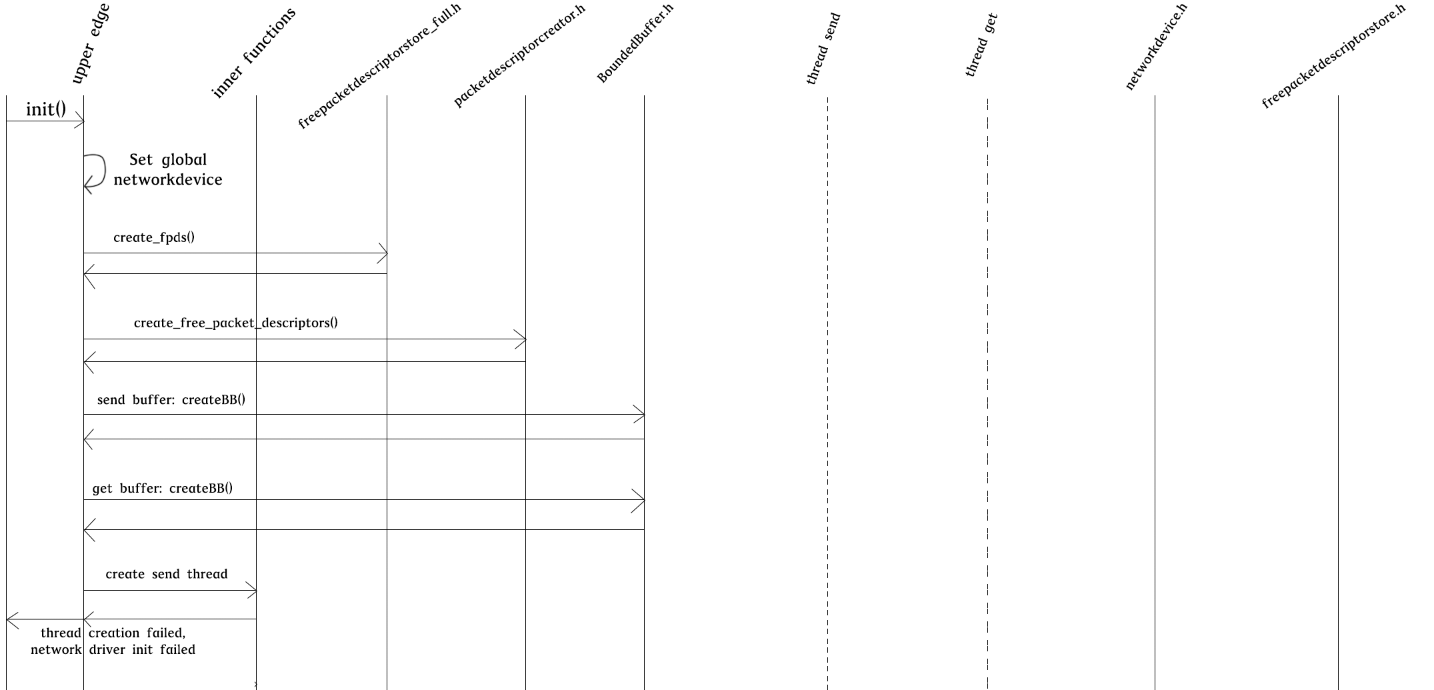 upper edge
inner functions
freepacketdescriptorstore_full.h
packetdescriptorcreator.h
BoundedBuffer.h
thread send
thread get
networkdevice.h
freepacketdescriptorstore.h
init()
Set global
networkdevice
create_fpds()
create_free_packet_descriptors()
send buffer: createBB()
get buffer: createBB()
create send thread
thread creation failed,
network driver init failed